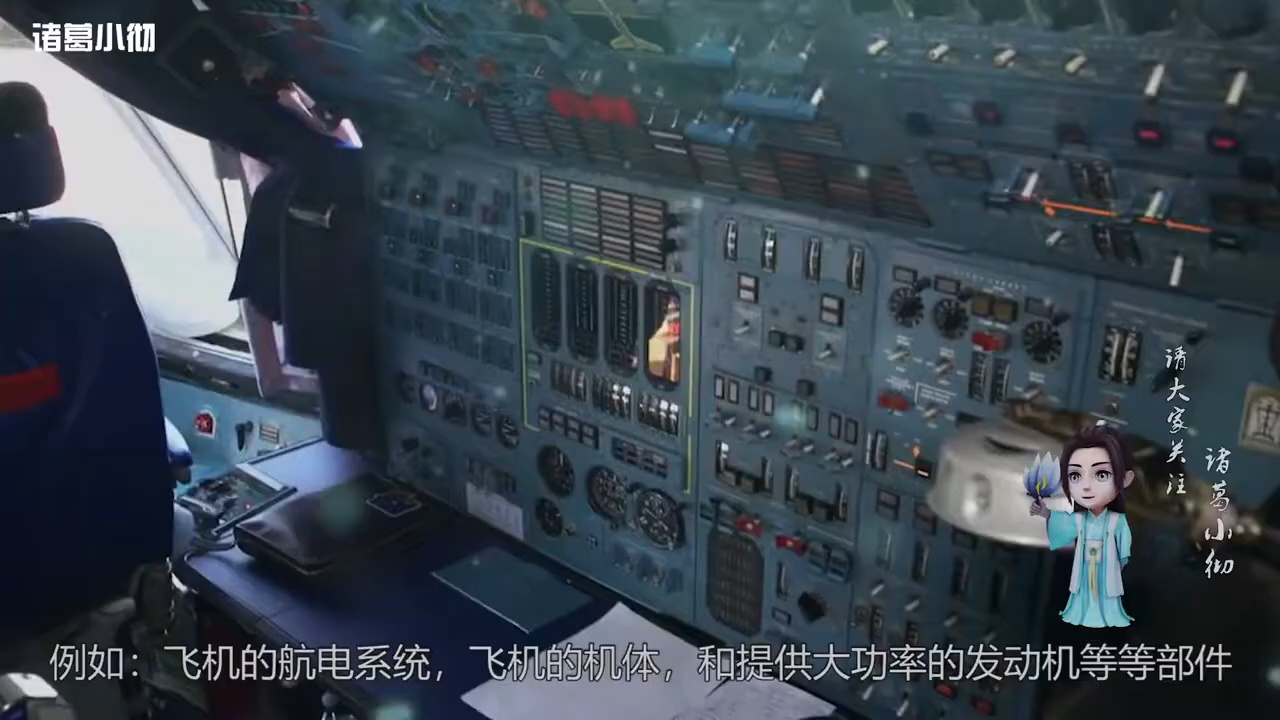 诸葛小彻
请大家关注
诸葛小彻
例如：飞机的航电系统，飞机的机体，和提供大功率的发动机等等部件